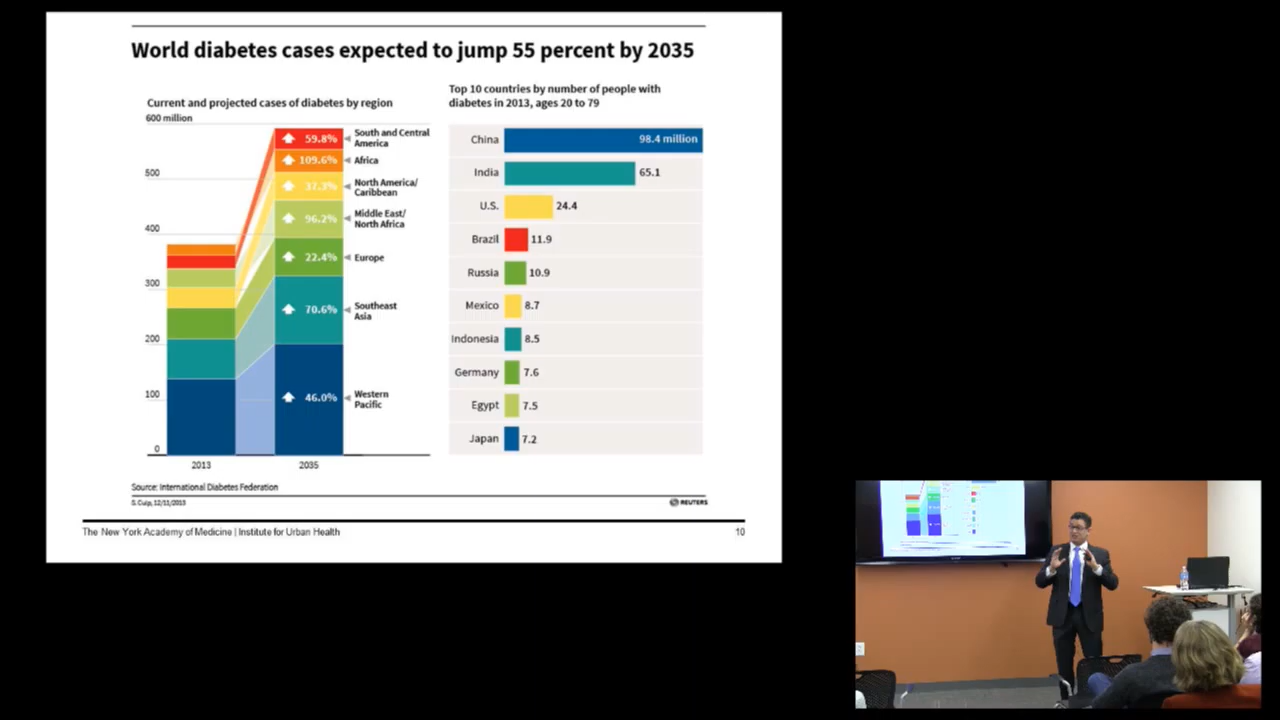 World diabetes cases expected to jump 55 percent by 2035
Current and projected cases of diabetes by region
600 million
500
400
300
200
100
0
2013
2035
59.8%
South and Central
America
109.6%
Africa
37.3%
North America/
Caribbean
96.2%
Middle East/
North Africa
22.4%
Europe
70.6%
Southeast
Asia
46.0%
Western
Pacific
Top 10 countries by number of people with
diabetes in 2013, ages 20 to 79
China 98.4 million
India 65.1
U.S. 24.4
Brazil 11.9
Russia 10.9
Mexico 8.7
Indonesia 8.5
Germany 7.6
Egypt 7.5
Japan 7.2
Source: International Diabetes Federation
S. Culp, 12/11/2013
REUTERS
The New York Academy of Medicine | Institute for Urban Health
10